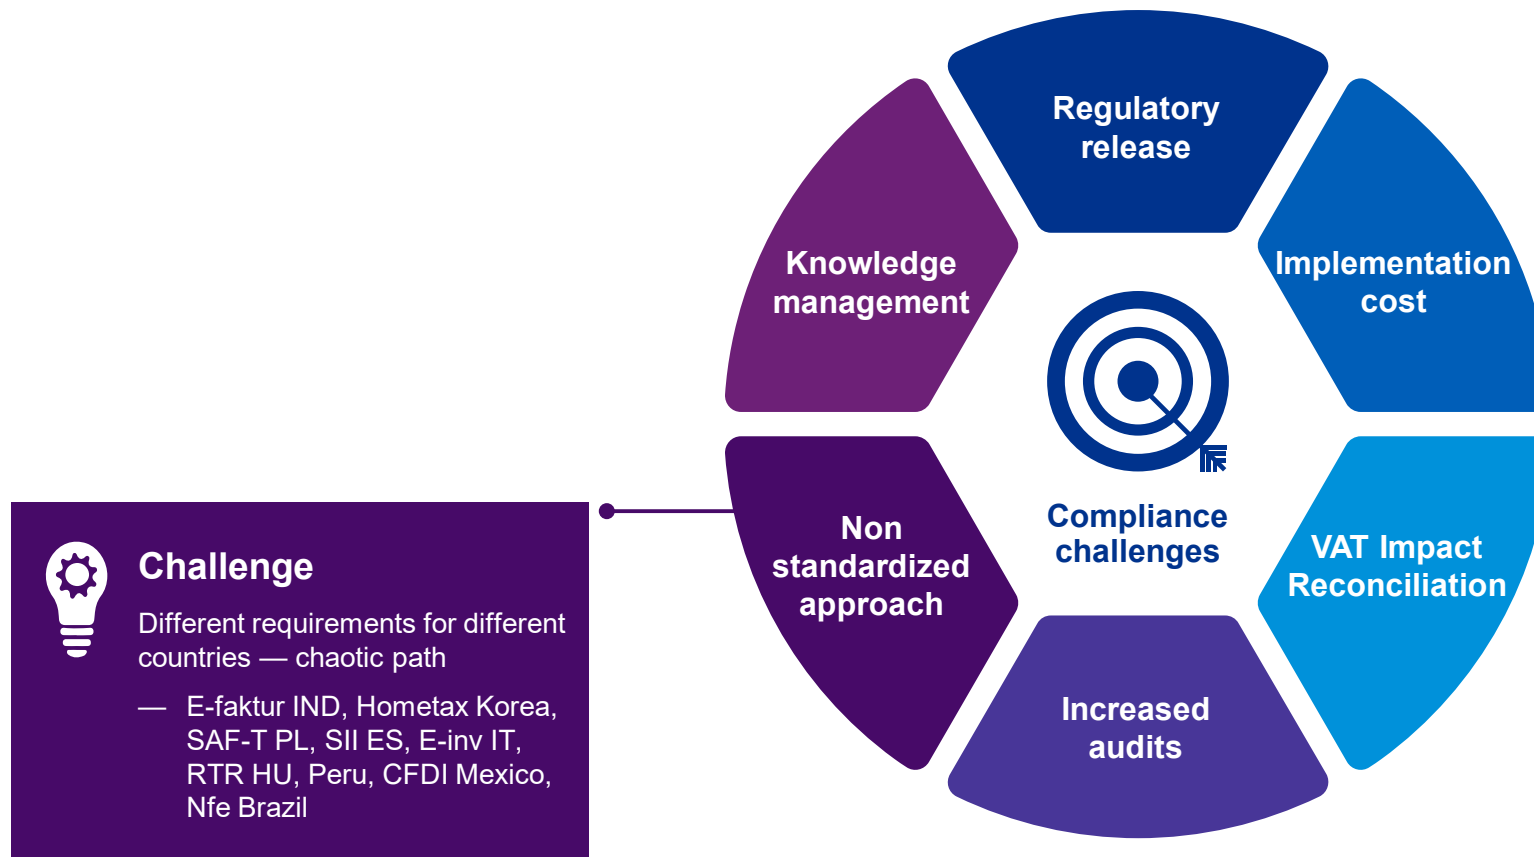 Regulatory
release
Knowledge
management
Implementation
cost
Compliance
challenges
Non
standardized
approach
VAT Impact
Reconciliation
Increased
audits
Challenge
Different requirements for different
countries — chaotic path
— E-faktur IND, Hometax Korea,
SAF-T PL, SII ES, E-inv IT,
RTR HU, Peru, CFDI Mexico,
Nfe Brazil